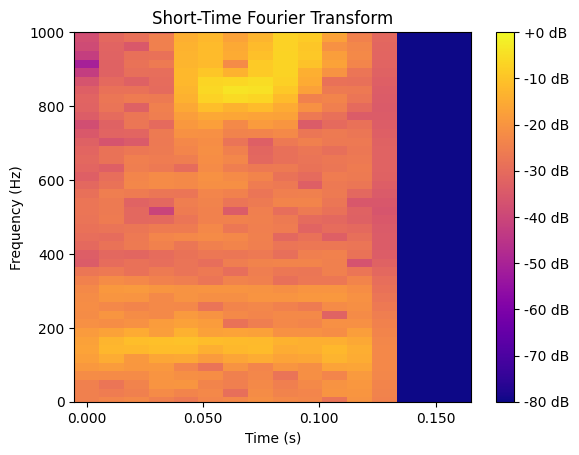 Short-Time Fourier Transform
1000
800
600
400
200
0
Frequency (Hz)
0.000
0.050
0.100
0.150
Time (s)
+0 dB
-10 dB
-20 dB
-30 dB
-40 dB
-50 dB
-60 dB
-70 dB
-80 dB